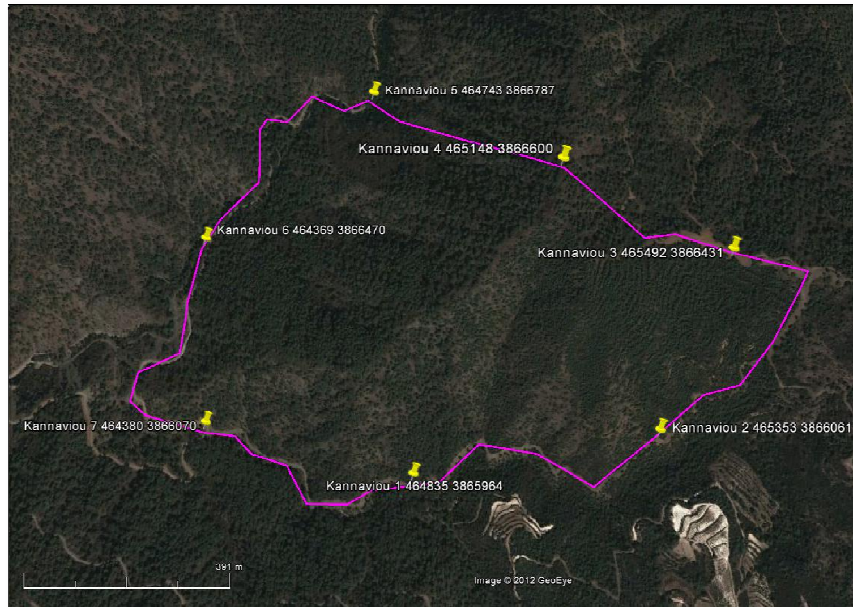 Kannaviou 5 464743 3866787
Kannaviou 4 465148 3866600
Kannaviou 6 464369 3866470
Kannaviou 3 465492 3866431
Kannaviou 7 464380 3866070
Kannaviou 2 465353 3866061
Kannaviou 1 464835 3865964
391 m
Image © 2012 GeoEye